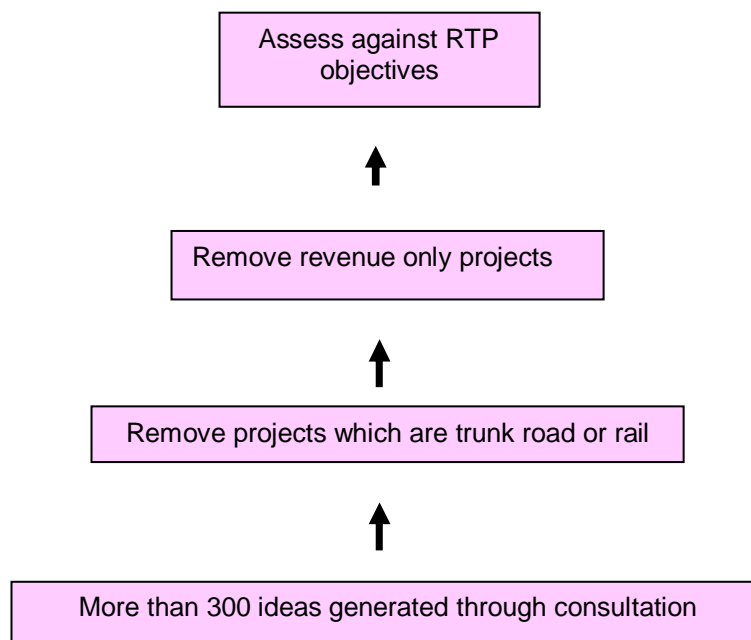 Assess against RTP
objectives
Remove revenue only projects
Remove projects which are trunk road or rail
More than 300 ideas generated through consultation